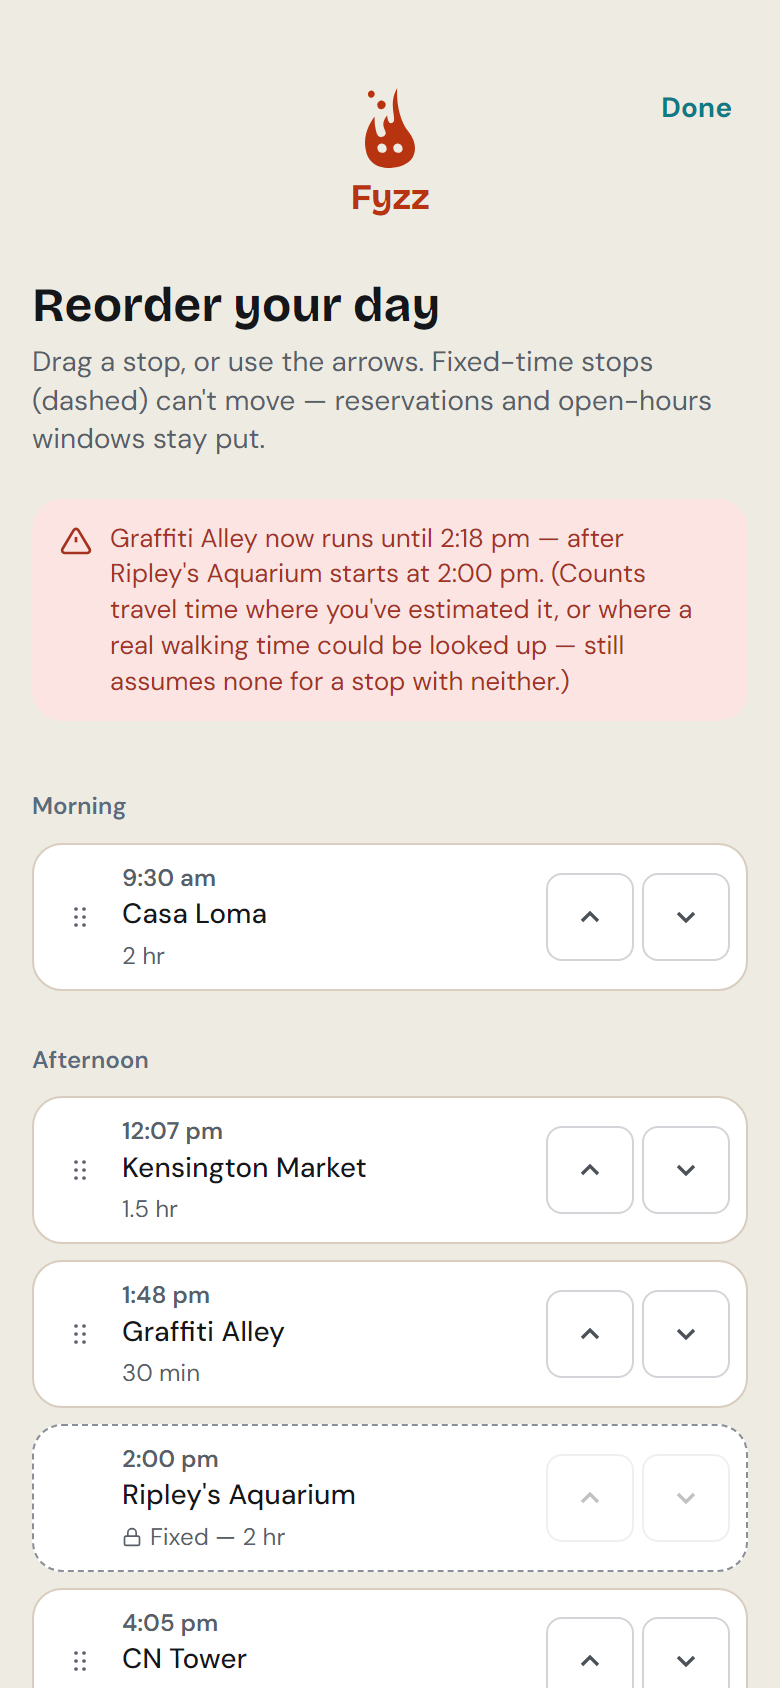 Done
Fyzz
Reorder your day
Drag a stop, or use the arrows. Fixed-time stops
(dashed) can't move — reservations and open-hours
windows stay put.
Graffiti Alley now runs until 2:18 pm — after
Ripley's Aquarium starts at 2:00 pm. (Counts
travel time where you've estimated it, or where a
real walking time could be looked up — still
assumes none for a stop with neither.)
Morning
9:30 am
Casa Loma
2 hr
Afternoon
12:07 pm
Kensington Market
1.5 hr
1:48 pm
Graffiti Alley
30 min
2:00 pm
Ripley's Aquarium
Fixed — 2 hr
4:05 pm
CN Tower